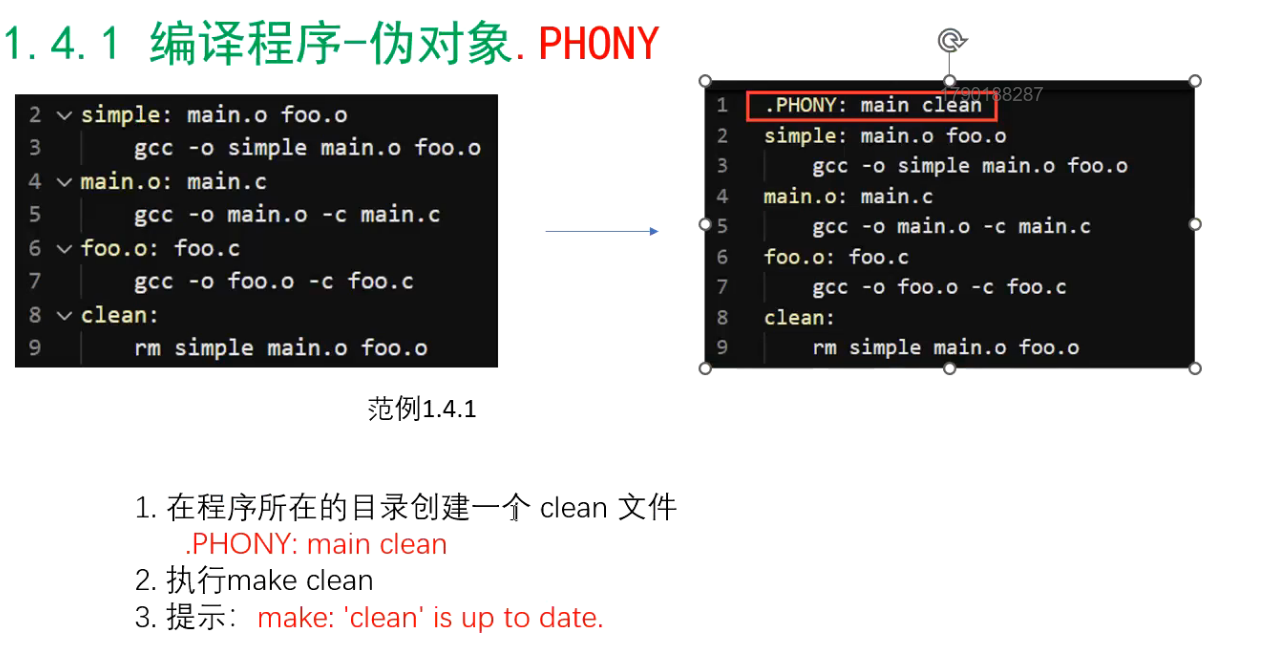 1.4.1 编译程序-伪对象.PHONY
2 simple: main.o foo.o
3 gcc -o simple main.o foo.o
4 main.o: main.c
5 gcc -o main.o -c main.c
6 foo.o: foo.c
7 gcc -o foo.o -c foo.c
8 clean:
9 rm simple main.o foo.o
1790188287
1 .PHONY: main clean
2 simple: main.o foo.o
3 gcc -o simple main.o foo.o
4 main.o: main.c
5 gcc -o main.o -c main.c
6 foo.o: foo.c
7 gcc -o foo.o -c foo.c
8 clean:
9 rm simple main.o foo.o
范例1.4.1
1. 在程序所在的目录创建一个 clean 文件
.PHONY: main clean
2. 执行make clean
3. 提示：make: 'clean' is up to date.